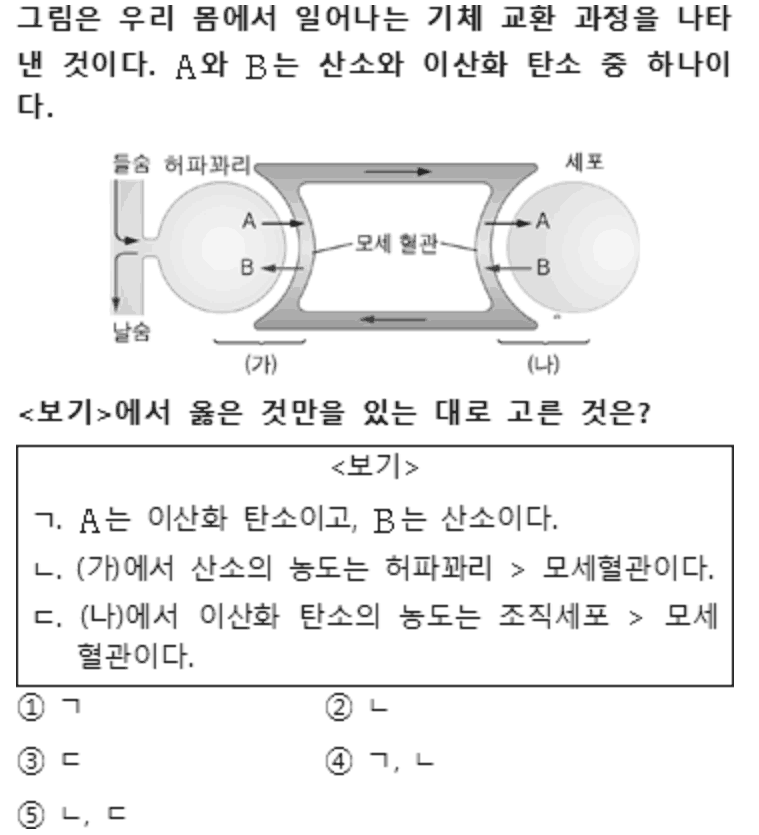 그림은 우리 몸에서 일어나는 기체 교환 과정을 나타
낸 것이다. A와 B는 산소와 이산화 탄소 중 하나이
다.
들숨 허파꽈리 세포
A A
모세 혈관
B B
날숨
(가) (나)
<보기>에서 옳은 것만을 있는 대로 고른 것은?
<보기>
ㄱ. A는 이산화 탄소이고, B는 산소이다.
ㄴ. (가)에서 산소의 농도는 허파꽈리 > 모세혈관이다.
ㄷ. (나)에서 이산화 탄소의 농도는 조직세포 > 모세
혈관이다.
① ㄱ ② ㄴ
③ ㄷ ④ ㄱ, ㄴ
⑤ ㄴ, ㄷ